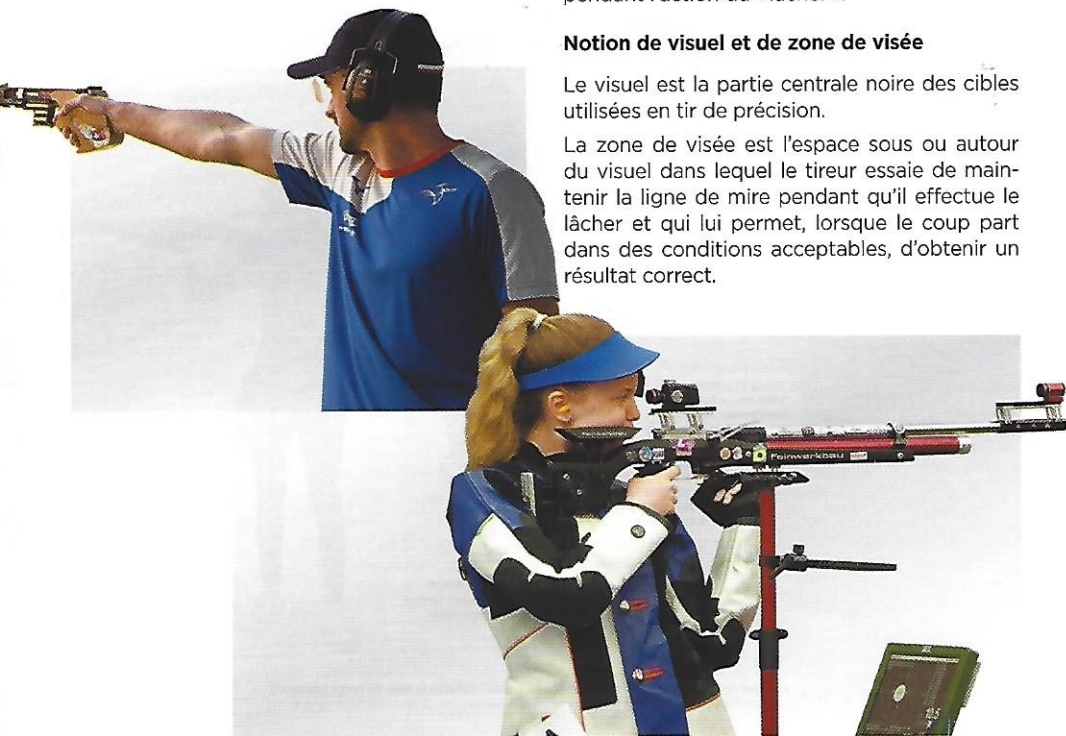 Notion de visuel et de zone de visée
Le visuel est la partie centrale noire des cibles
utilisées en tir de précision.
La zone de visée est l'espace sous ou autour
du visuel dans lequel le tireur essaie de main-
tenir la ligne de mire pendant qu'il effectue le
lâcher et qui lui permet, lorsque le coup part
dans des conditions acceptables, d'obtenir un
résultat correct.
Feinwerkbau